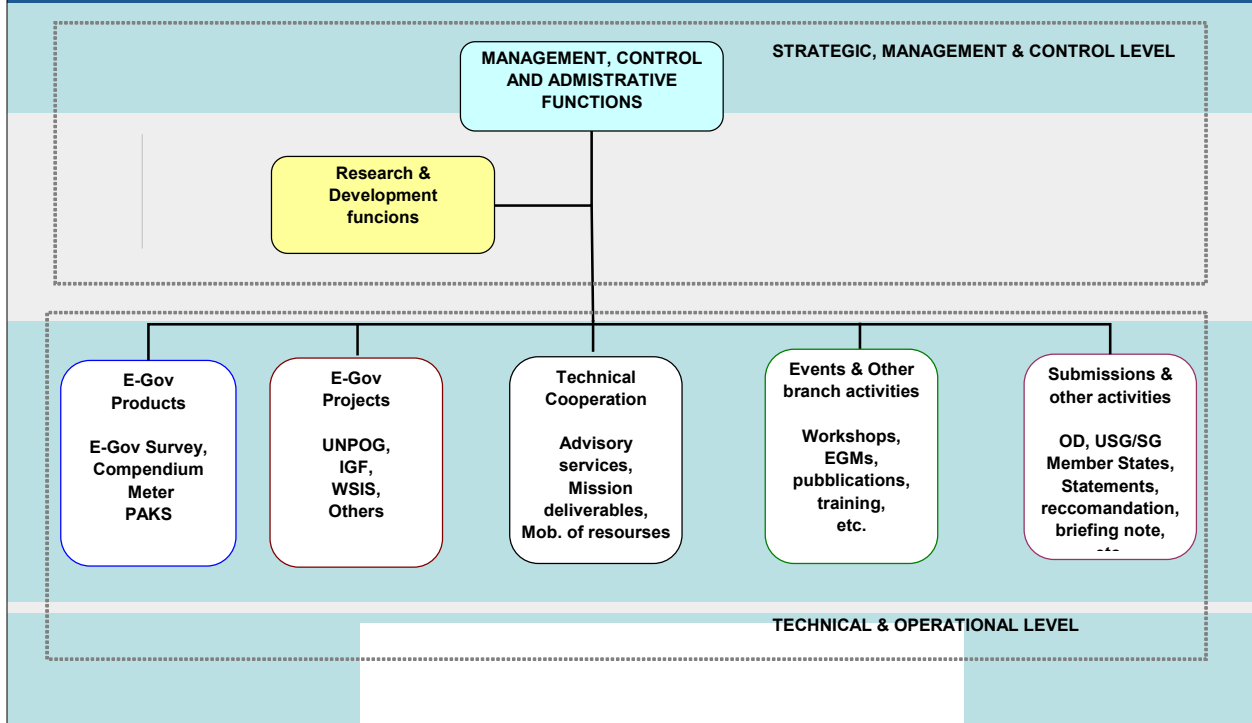 STRATEGIC, MANAGEMENT & CONTROL LEVEL
MANAGEMENT, CONTROL
AND ADMISTRATIVE
FUNCTIONS
Research &
Development
funcions
E-Gov
Products
E-Gov Survey,
Compendium
Meter
PAKS
E-Gov
Projects
UNPOG,
IGF,
WSIS,
Others
Technical
Cooperation
Advisory
services,
Mission
deliverables,
Mob. of resourses
Events & Other
branch activities
Workshops,
EGMs,
pubblications,
training,
etc.
Submissions &
other activities
OD, USG/SG
Member States,
Statements,
reccomandation,
briefing note,
TECHNICAL & OPERATIONAL LEVEL